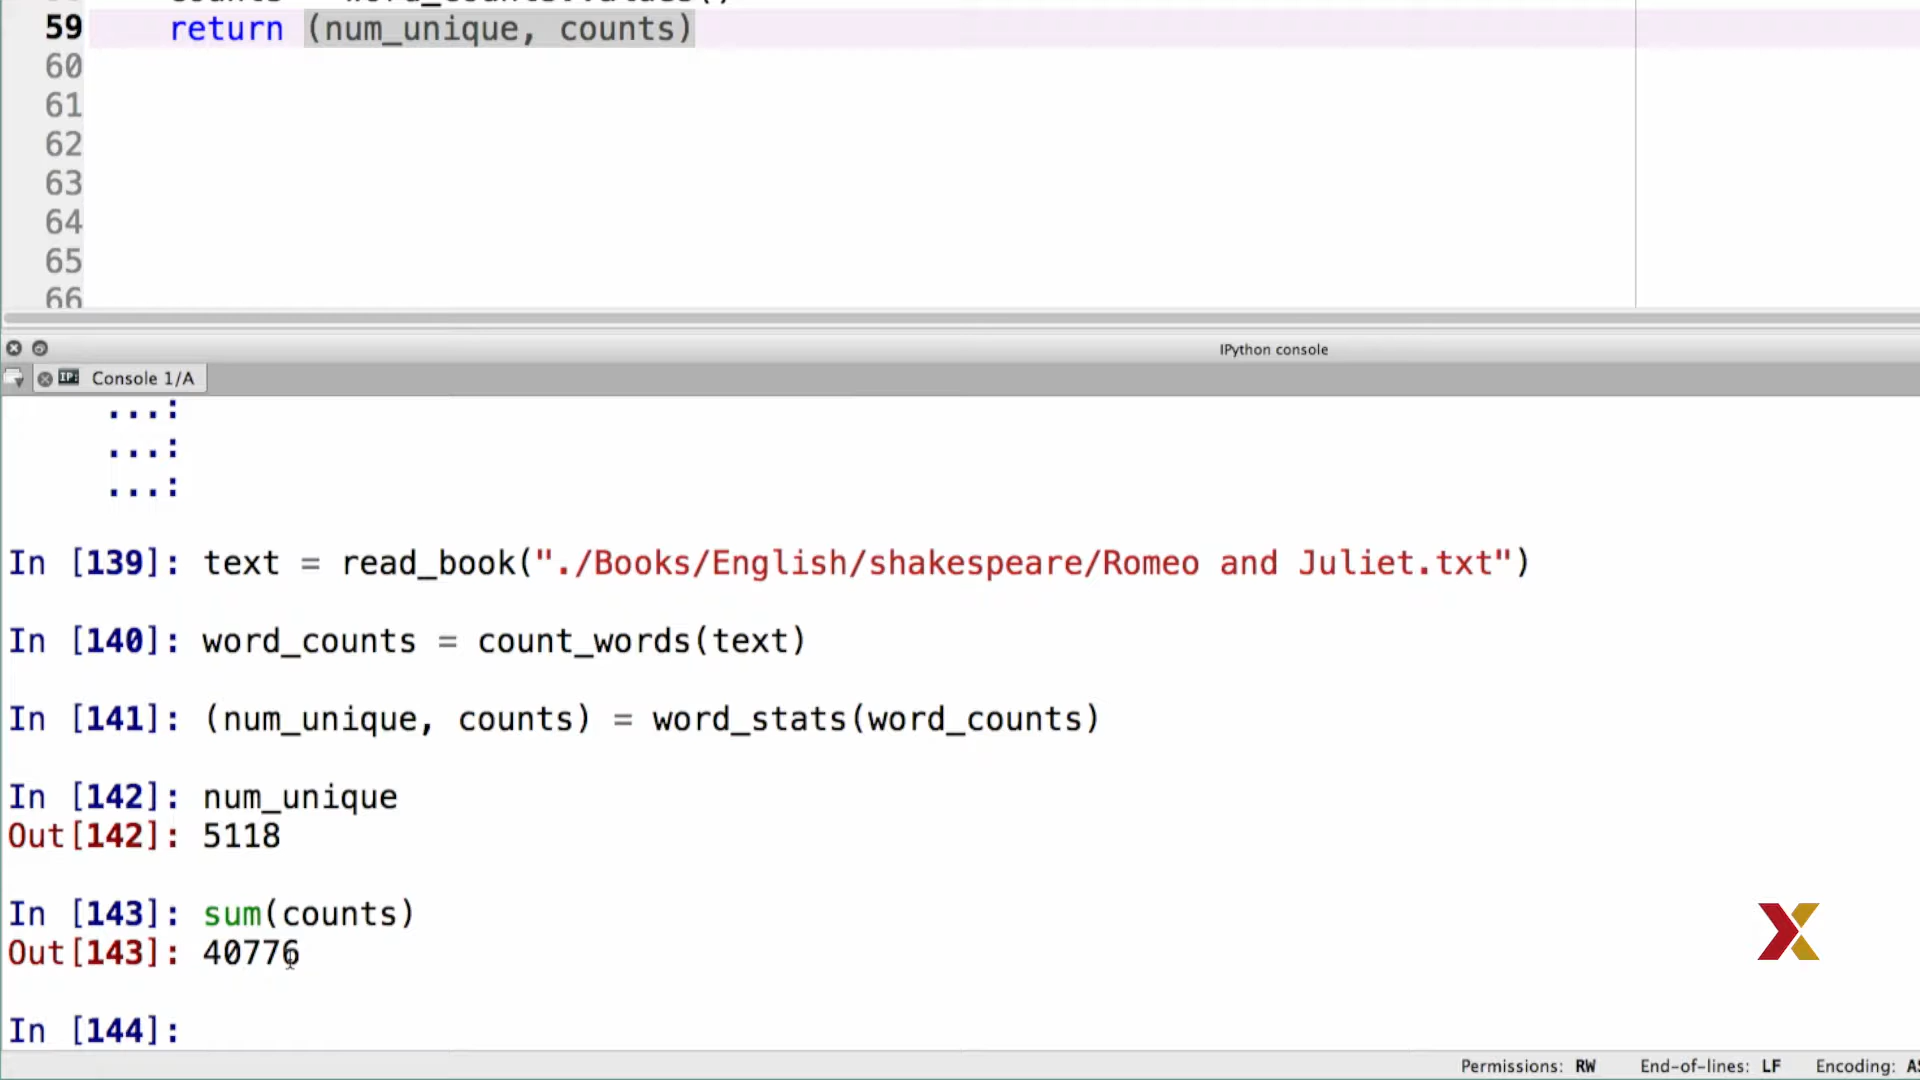 59 return (num_unique, counts)
60
61
62
63
64
65
66
IPython console
IP: Console 1/A
...:
...:
...:
In [139]: text = read_book("./Books/English/shakespeare/Romeo and Juliet.txt")
In [140]: word_counts = count_words(text)
In [141]: (num_unique, counts) = word_stats(word_counts)
In [142]: num_unique
Out[142]: 5118
In [143]: sum(counts)
Out[143]: 40776
In [144]:
Permissions: RW End-of-lines: LF Encoding: